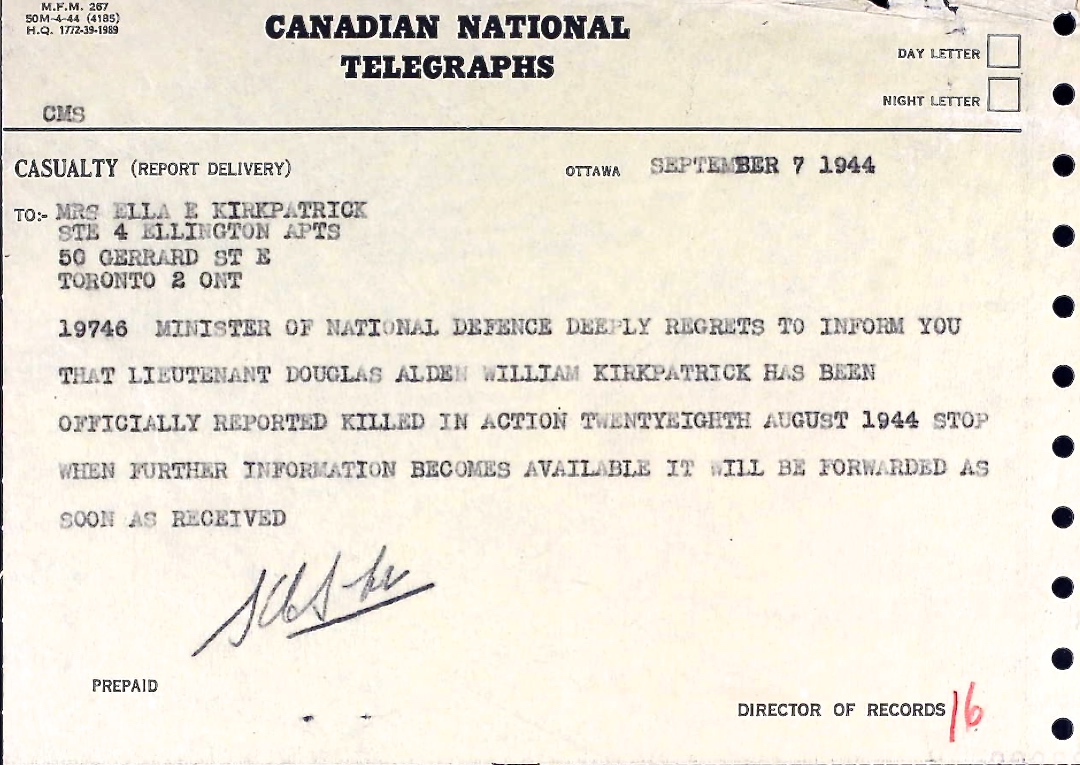 M.F.M. 267
50M-4-44 (4185)
H.Q. 1772-39-1989
CANADIAN NATIONAL
TELEGRAPHS
DAY LETTER
NIGHT LETTER
CMS
CASUALTY (REPORT DELIVERY)
OTTAWA SEPTEMBER 7 1944
TO:- MRS ELLA E KIRKPATRICK
STE 4 ELLINGTON APTS
50 GERRARD ST E
TORONTO 2 ONT
19746 MINISTER OF NATIONAL DEFENCE DEEPLY REGRETS TO INFORM YOU
THAT LIEUTENANT DOUGLAS ALDEN WILLIAM KIRKPATRICK HAS BEEN
OFFICIALLY REPORTED KILLED IN ACTION TWENTYEIGHTH AUGUST 1944 STOP
WHEN FURTHER INFORMATION BECOMES AVAILABLE IT WILL BE FORWARDED AS
SOON AS RECEIVED
PREPAID
DIRECTOR OF RECORDS 16